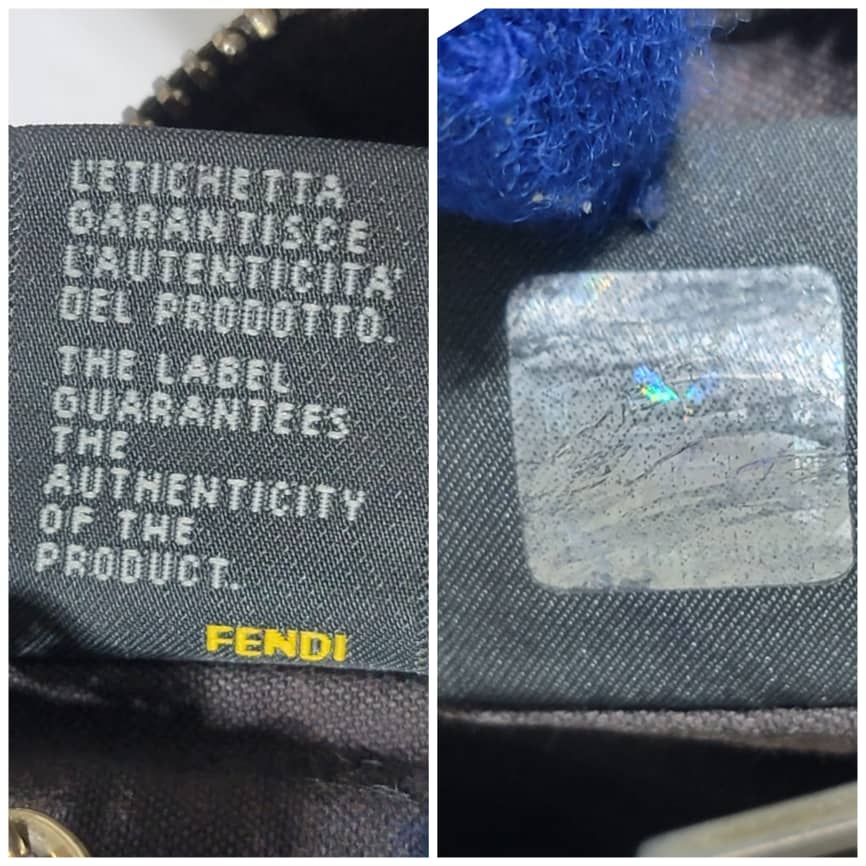 L'ETICHETTA
GARANTISCE
L'AUTENTICITA'
DEL PRODOTTO.
THE LABEL
GUARANTEES
THE
AUTHENTICITY
OF THE
PRODUCT.
FENDI